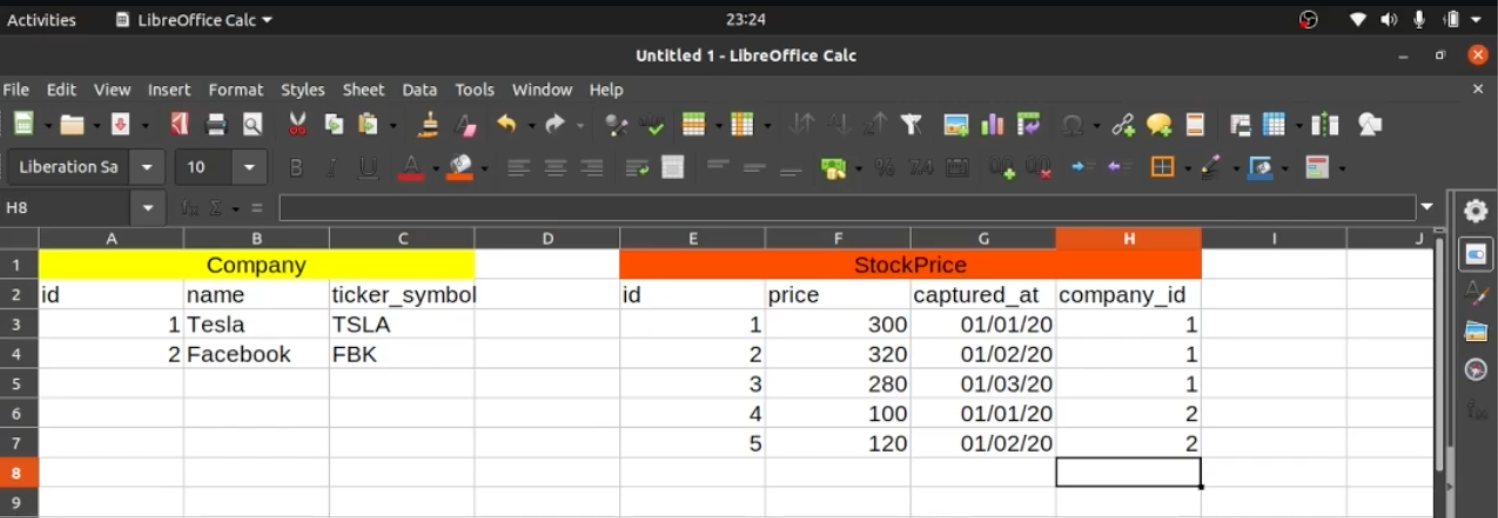 Activities LibreOffice Calc 23:24
Untitled 1 - LibreOffice Calc
File Edit View Insert Format Styles Sheet Data Tools Window Help
Liberation Sa 10
H8
A B C D E F G H I J
1 Company StockPrice
2 id name ticker_symbol id price captured_at company_id
3 1 Tesla TSLA 1 300 01/01/20 1
4 2 Facebook FBK 2 320 01/02/20 1
5 3 280 01/03/20 1
6 4 100 01/01/20 2
7 5 120 01/02/20 2
8
9